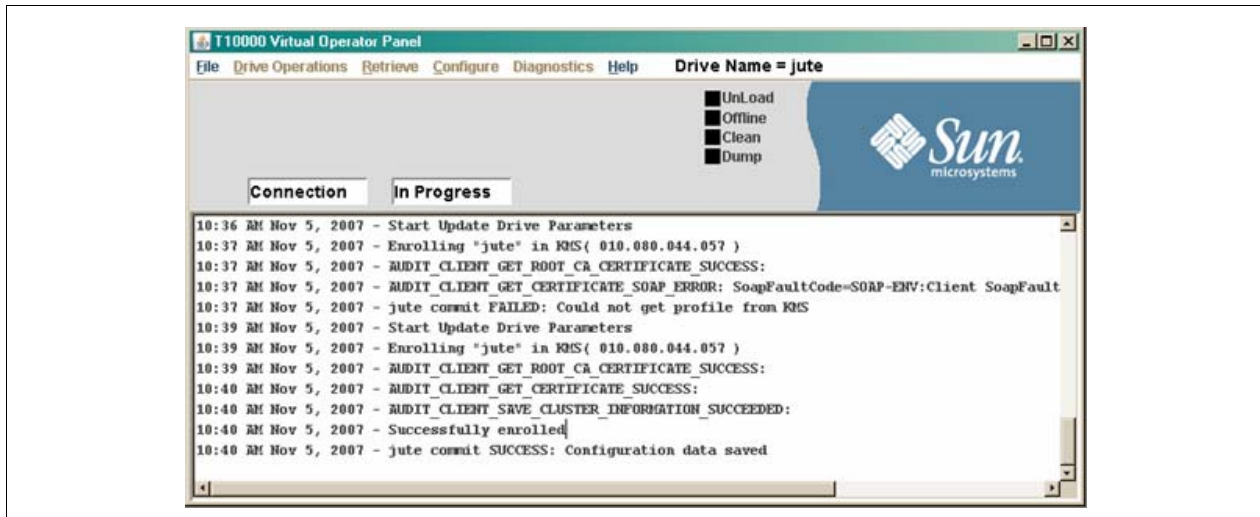 T10000 Virtual Operator Panel
File Drive Operations Retrieve Configure Diagnostics Help Drive Name = jute
UnLoad
Offline
Clean
Dump
Sun
microsystems
Connection In Progress
10:36 AM Nov 5, 2007 - Start Update Drive Parameters
10:37 AM Nov 5, 2007 - Enrolling "jute" in KMS( 010.080.044.057 )
10:37 AM Nov 5, 2007 - AUDIT_CLIENT_GET_ROOT_CA_CERTIFICATE_SUCCESS:
10:37 AM Nov 5, 2007 - AUDIT_CLIENT_GET_CERTIFICATE_SOAP_ERROR: SoapFaultCode=SOAP-ENV:Client SoapFault
10:37 AM Nov 5, 2007 - jute commit FAILED: Could not get profile from KMS
10:39 AM Nov 5, 2007 - Start Update Drive Parameters
10:39 AM Nov 5, 2007 - Enrolling "jute" in KMS( 010.080.044.057 )
10:39 AM Nov 5, 2007 - AUDIT_CLIENT_GET_ROOT_CA_CERTIFICATE_SUCCESS:
10:40 AM Nov 5, 2007 - AUDIT_CLIENT_GET_CERTIFICATE_SUCCESS:
10:40 AM Nov 5, 2007 - AUDIT_CLIENT_SAVE_CLUSTER_INFORMATION_SUCCEEDED:
10:40 AM Nov 5, 2007 - Successfully enrolled
10:40 AM Nov 5, 2007 - jute commit SUCCESS: Configuration data saved